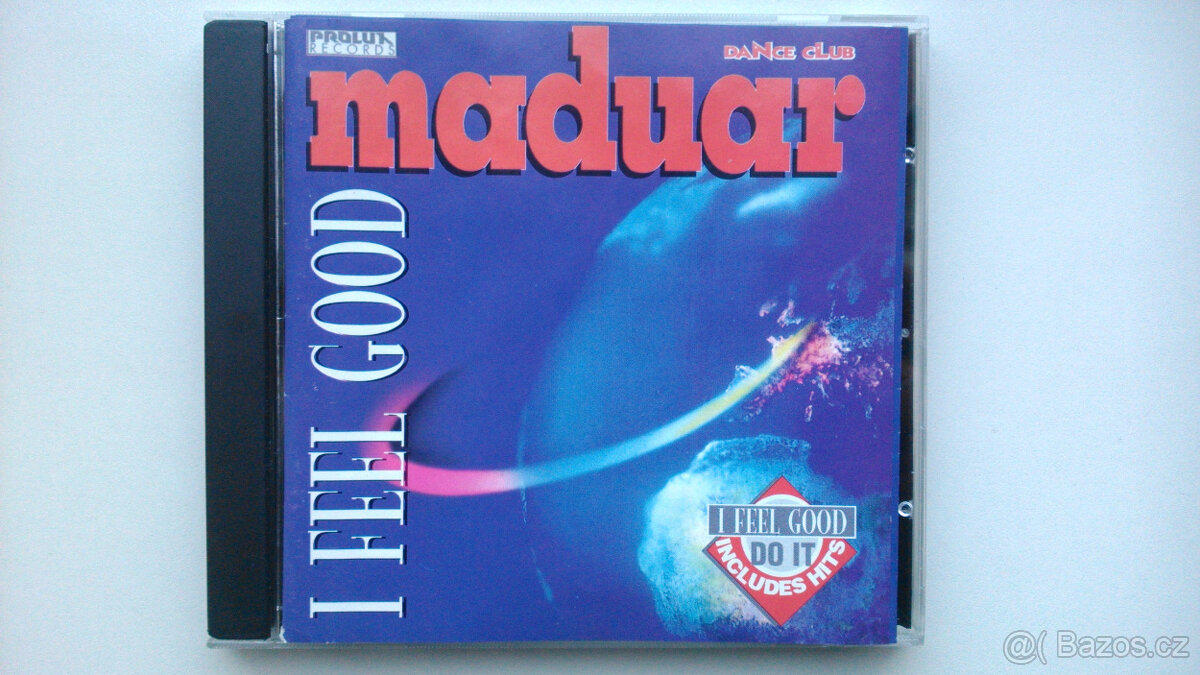 PROLUX
RECORDS
DANCE CLUB
maduar
I FEEL GOOD
I FEEL GOOD
DO IT
INCLUDES HITS
@( Bazos.cz